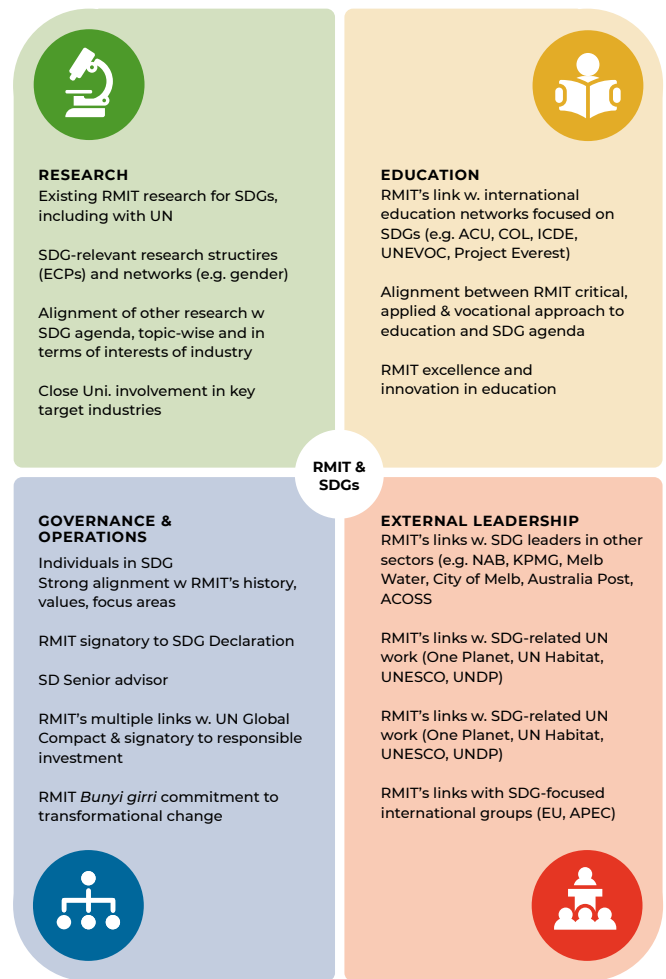 RESEARCH
Existing RMIT research for SDGs,
including with UN
SDG-relevant research structires
(ECPs) and networks (e.g. gender)
Alignment of other research w
SDG agenda, topic-wise and in
terms of interests of industry
Close Uni. involvement in key
target industries
EDUCATION
RMIT's link w. international
education networks focused on
SDGs (e.g. ACU, COL, ICDE,
UNEVOC, Project Everest)
Alignment between RMIT critical,
applied & vocational approach to
education and SDG agenda
RMIT excellence and
innovation in education
RMIT &
SDGs
GOVERNANCE &
OPERATIONS
Individuals in SDG
Strong alignment w RMIT's history,
values, focus areas
RMIT signatory to SDG Declaration
SD Senior advisor
RMIT's multiple links w. UN Global
Compact & signatory to responsible
investment
RMIT Bunyi girri commitment to
transformational change
EXTERNAL LEADERSHIP
RMIT's links w. SDG leaders in other
sectors (e.g. NAB, KPMG, Melb
Water, City of Melb, Australia Post,
ACOSS
RMIT's links w. SDG-related UN
work (One Planet, UN Habitat,
UNESCO, UNDP)
RMIT's links w. SDG-related UN
work (One Planet, UN Habitat,
UNESCO, UNDP)
RMIT's links with SDG-focused
international groups (EU, APEC)